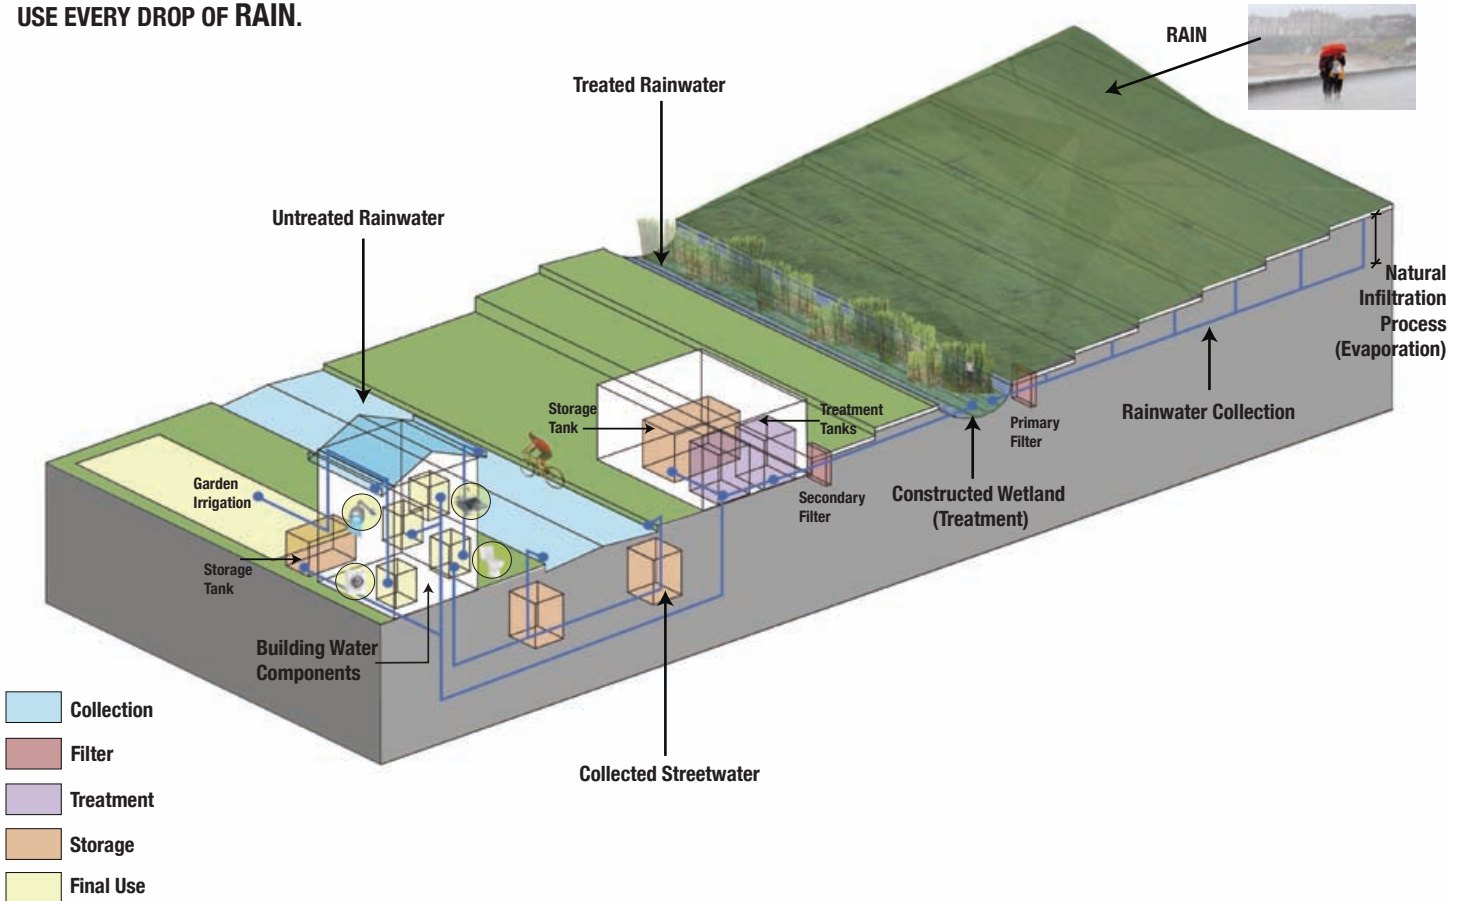 USE EVERY DROP OF RAIN.
RAIN
Treated Rainwater
Untreated Rainwater
Natural
Infiltration
Process
(Evaporation)
Storage
Tank
Treatment
Tanks
Primary
Filter
Rainwater Collection
Garden
Irrigation
Secondary
Filter
Constructed Wetland
(Treatment)
Storage
Tank
Building Water
Components
Collected Streetwater
Collection
Filter
Treatment
Storage
Final Use